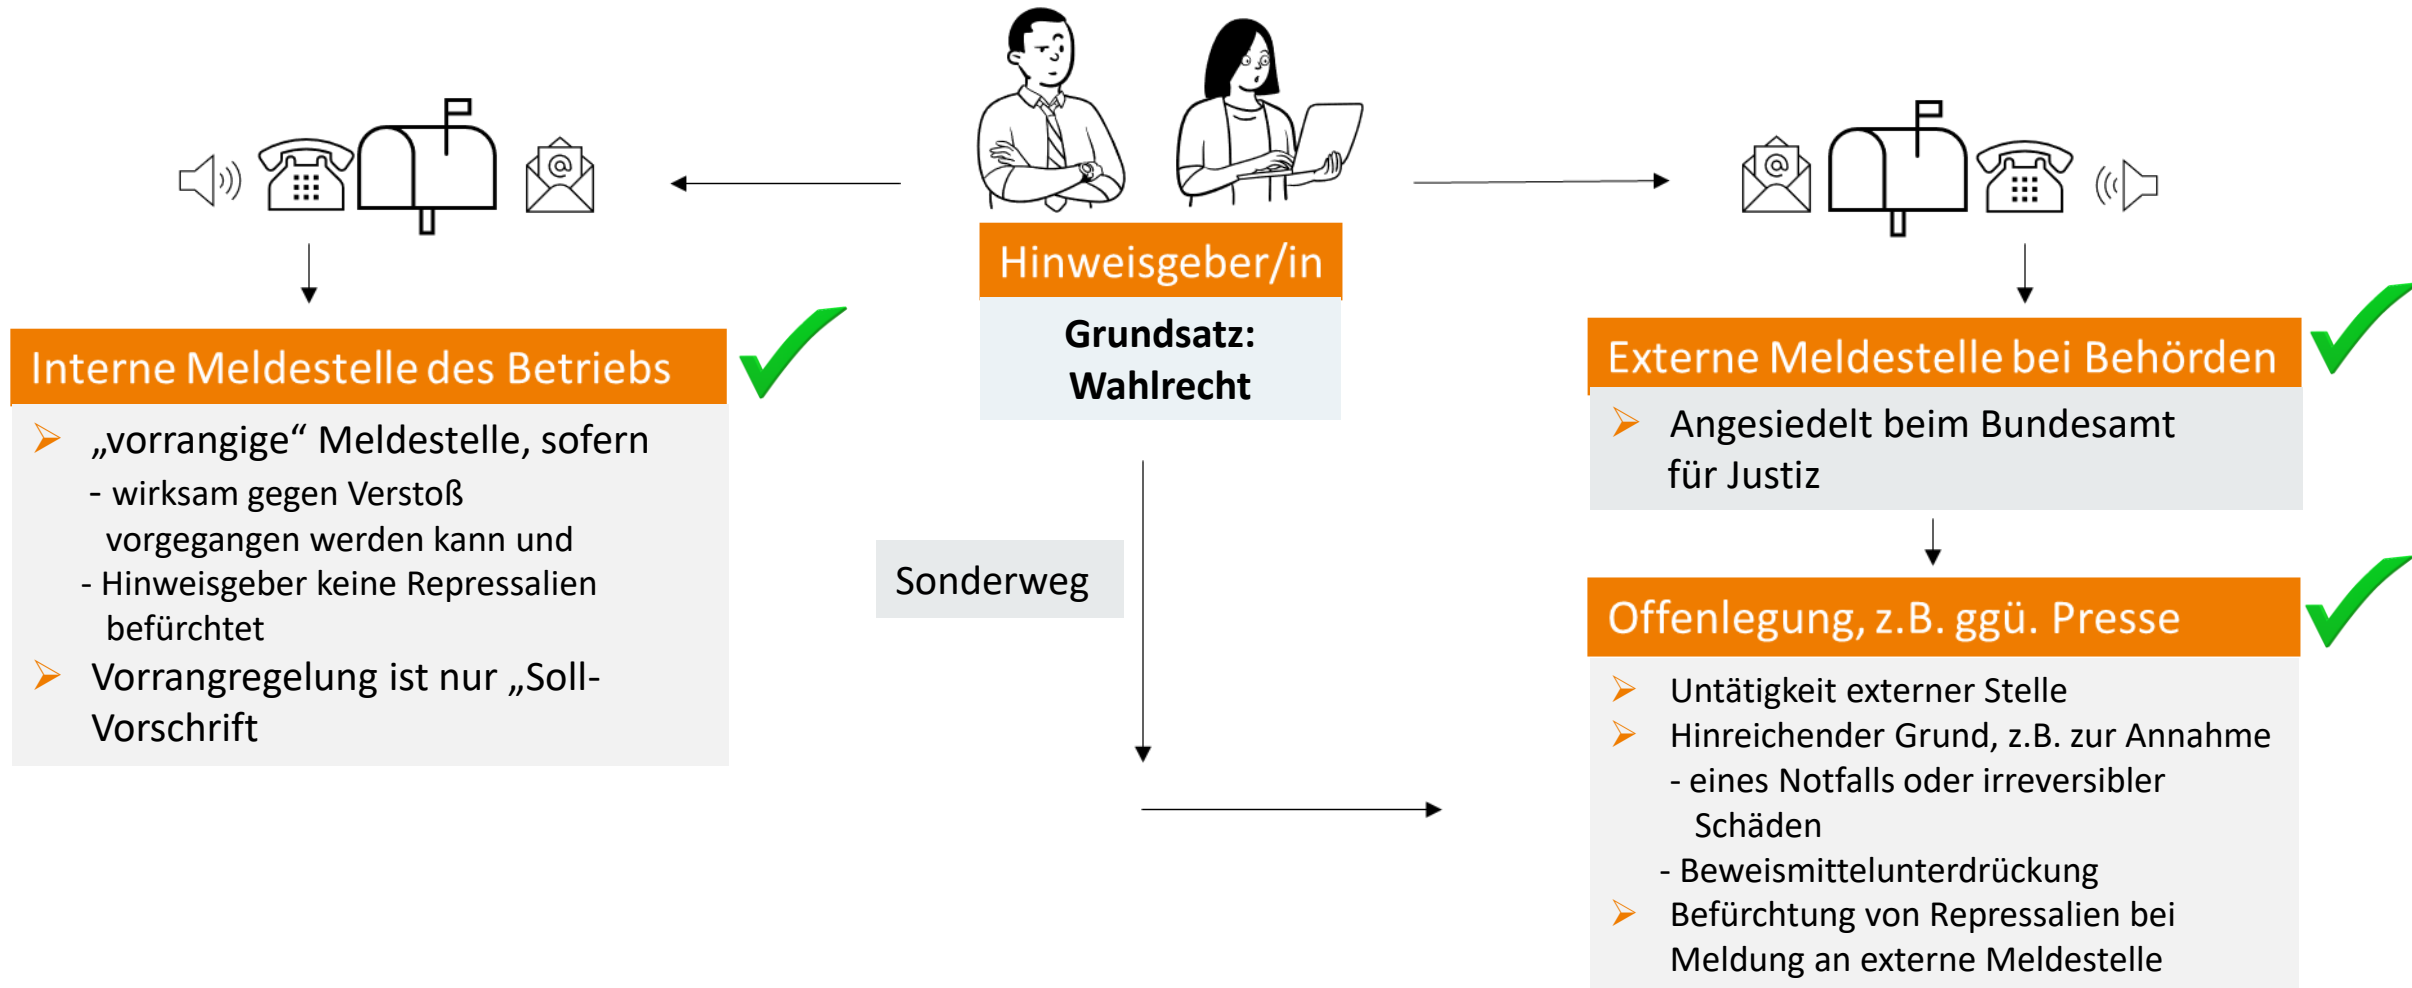 Hinweisgeber/in
Grundsatz:
Wahlrecht
Interne Meldestelle des Betriebs
„vorrangige“ Meldestelle, sofern
- wirksam gegen Verstoß
vorgegangen werden kann und
- Hinweisgeber keine Repressalien
befürchtet
Vorrangregelung ist nur „Soll-
Vorschrift
Sonderweg
Externe Meldestelle bei Behörden
Angesiedelt beim Bundesamt
für Justiz
Offenlegung, z.B. ggü. Presse
Untätigkeit externer Stelle
Hinreichender Grund, z.B. zur Annahme
- eines Notfalls oder irreversibler
Schäden
- Beweismittelunterdrückung
Befürchtung von Repressalien bei
Meldung an externe Meldestelle